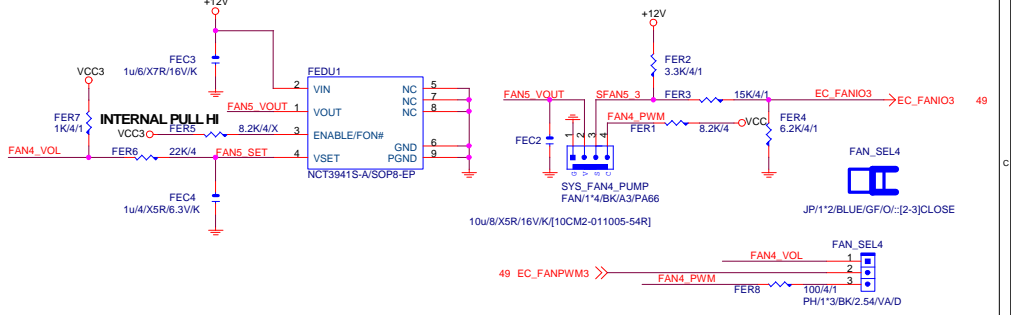 +12V
FEC3
1u/6/X7R/16V/K
VCC3
FER7
1K/4/1
INTERNAL PULL HI
VCC3
FER5
8.2K/4/X
FAN4_VOL
FER6
22K/4
FAN5_SET
FEC4
1u/4/X5R/6.3V/K
FEDU1
FAN5_VOUT
2 VIN
1 VOUT
3 ENABLE/FON#
4 VSET
NC 5
NC 7
NC 8
GND 6
PGND 9
NCT3941S-A/SOP8-EP
+12V
FER2
3.3K/4/1
FAN5_VOUT
SFAN5_3
FER3
15K/4/1
EC_FANIO3
EC_FANIO3 49
FAN4_PWM
FER1
8.2K/4
VCC
FER4
6.2K/4/1
FEC2
1 2 3 4
G V S C
SYS_FAN4_PUMP
FAN/1*4/BK/A3/PA66
10u/8/X5R/16V/K/[10CM2-011005-54R]
FAN_SEL4
JP/1*2/BLUE/GF/O/::[2-3]CLOSE
C
FAN_SEL4
FAN4_VOL
1
49 EC_FANPWM3
2
FAN4_PWM
3
FER8
100/4/1
PH/1*3/BK/2.54/VA/D